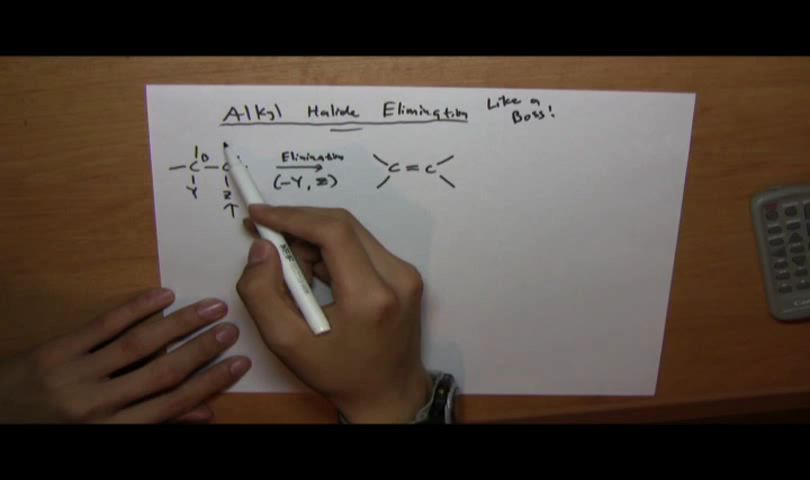 Alkyl Halide Elimination
Like a
Boss!
Elimination
C C
C = C
(-Y, Z)
Y
Z